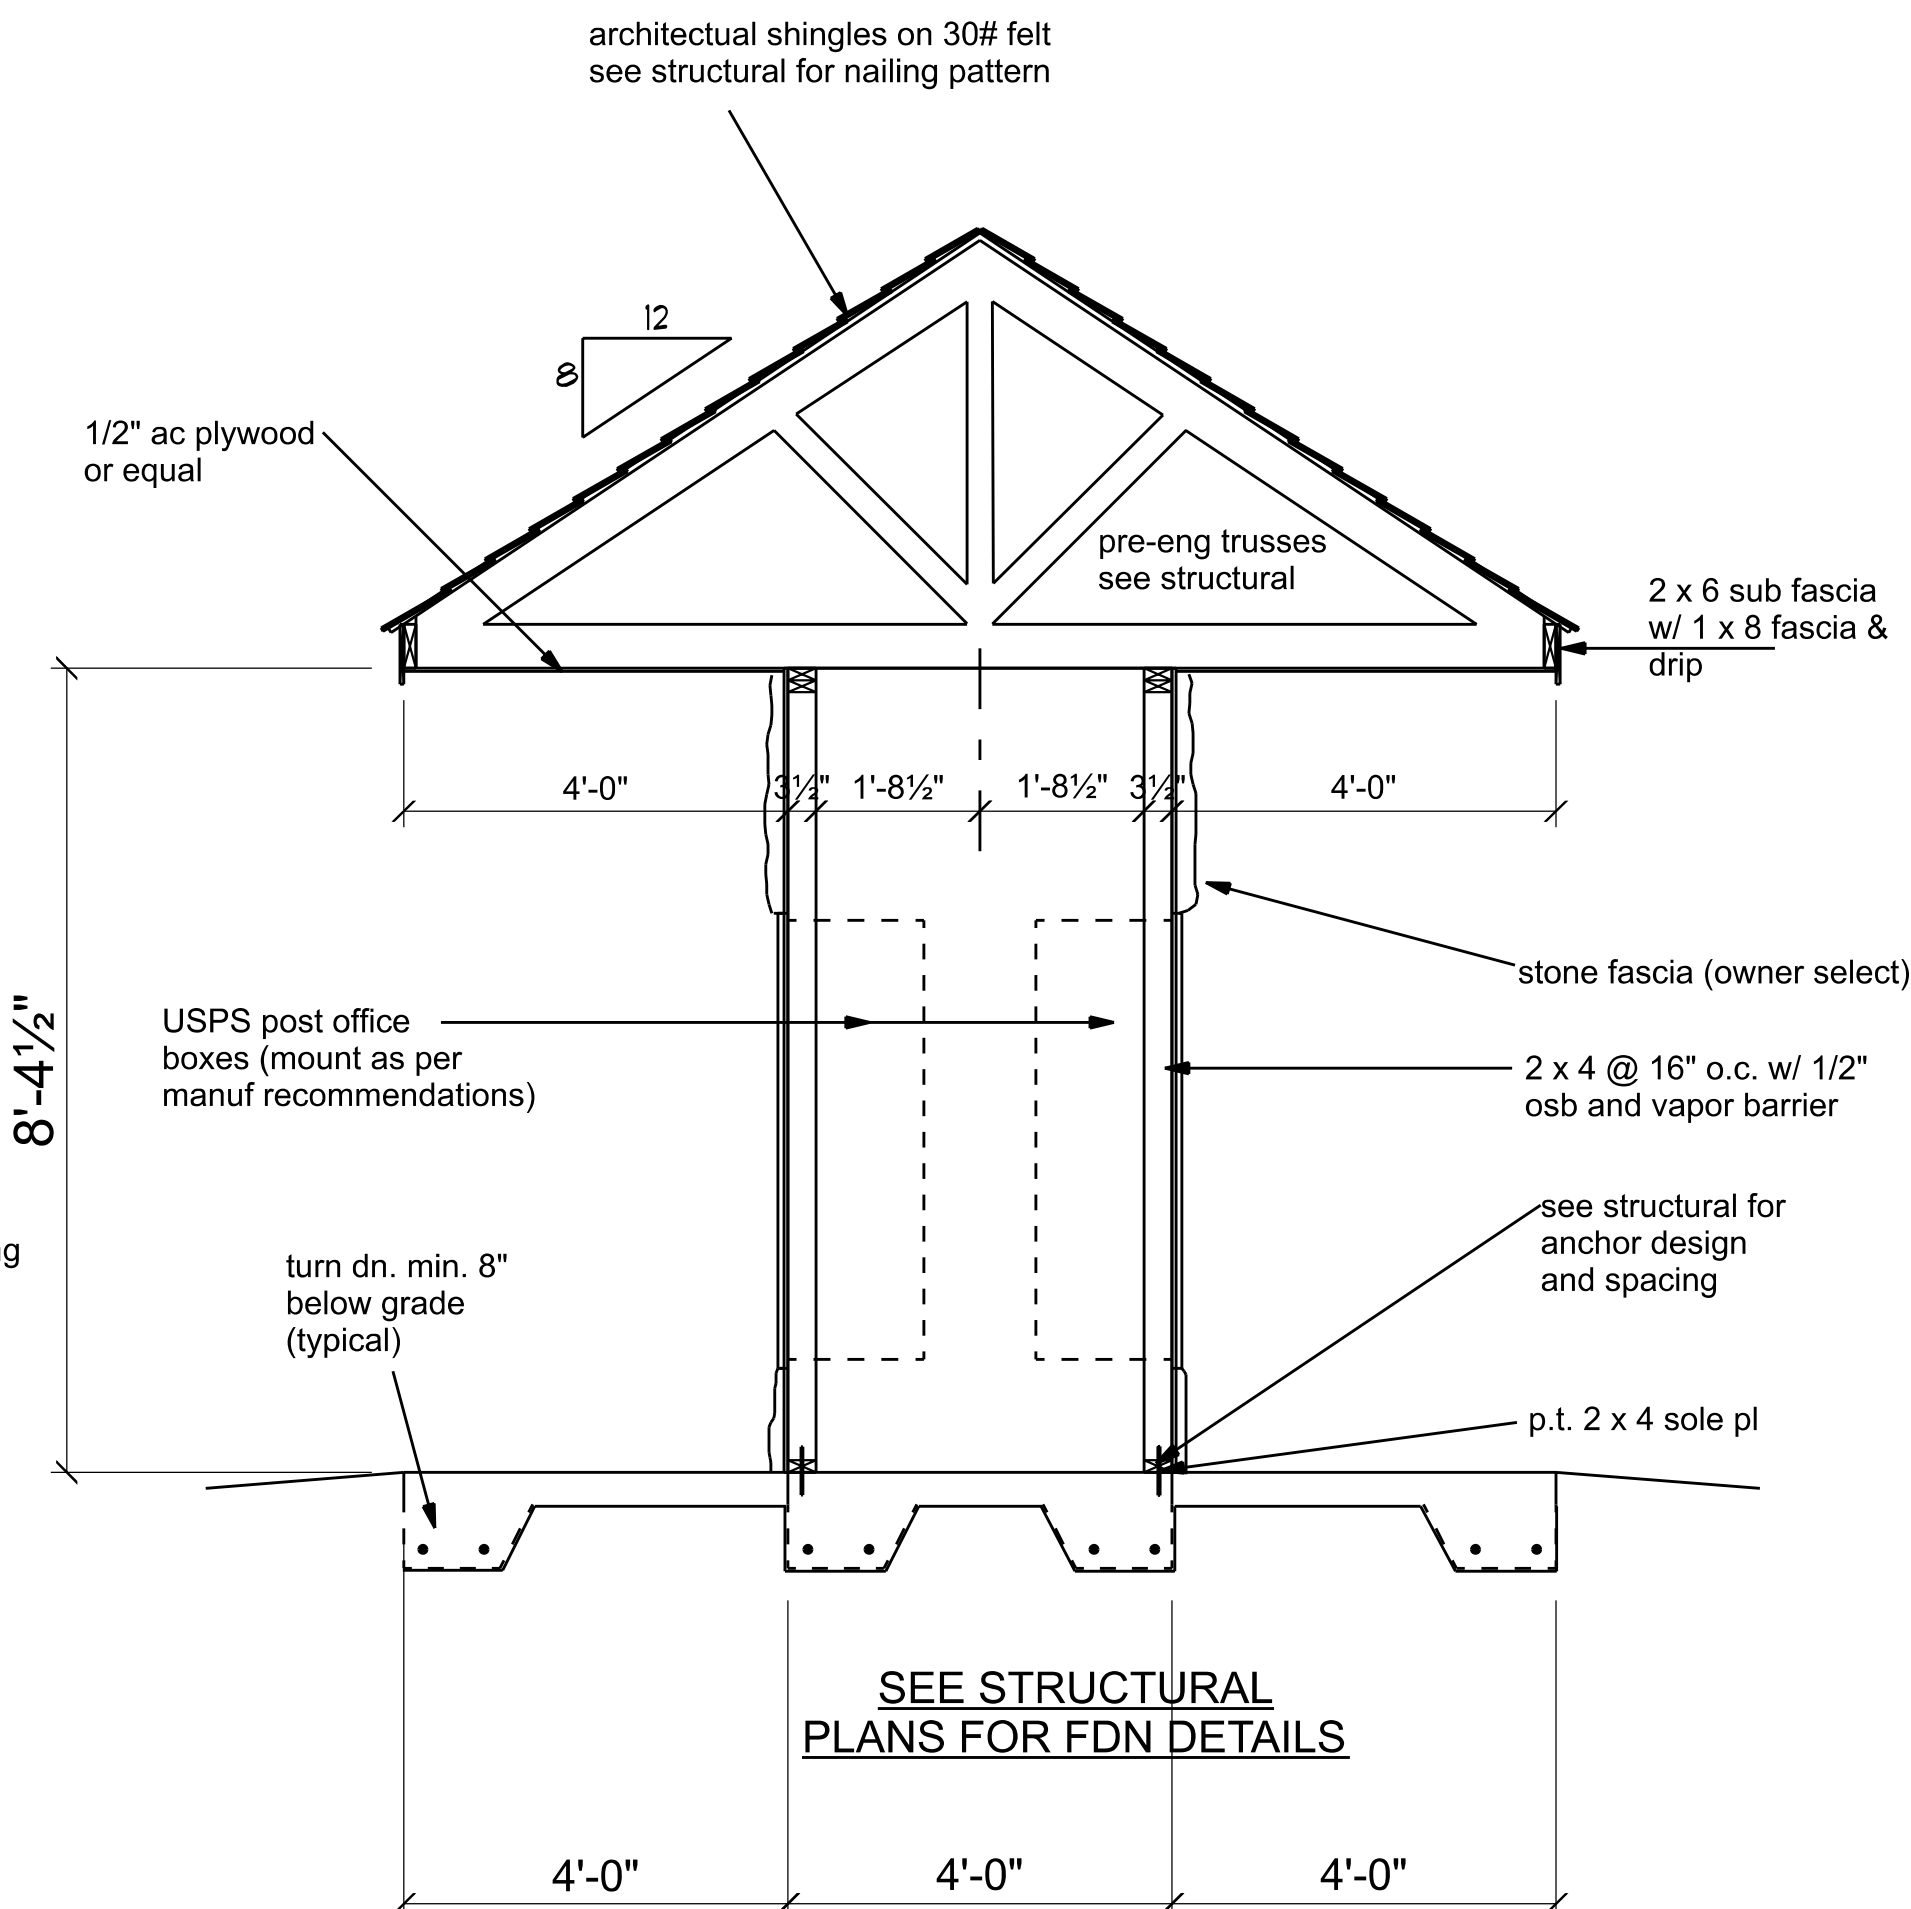 architectual shingles on 30# felt
see structural for nailing pattern
12
8
1/2" ac plywood
or equal
pre-eng trusses
see structural
2 x 6 sub fascia
w/ 1 x 8 fascia &
drip
4'-0"
3½"
1'-8½"
1'-8½"
3½"
4'-0"
stone fascia (owner select)
8'-4½"
USPS post office
boxes (mount as per
manuf recommendations)
2 x 4 @ 16" o.c. w/ 1/2"
osb and vapor barrier
see structural for
anchor design
and spacing
turn dn. min. 8"
below grade
(typical)
p.t. 2 x 4 sole pl
SEE STRUCTURAL
PLANS FOR FDN DETAILS
4'-0"
4'-0"
4'-0"